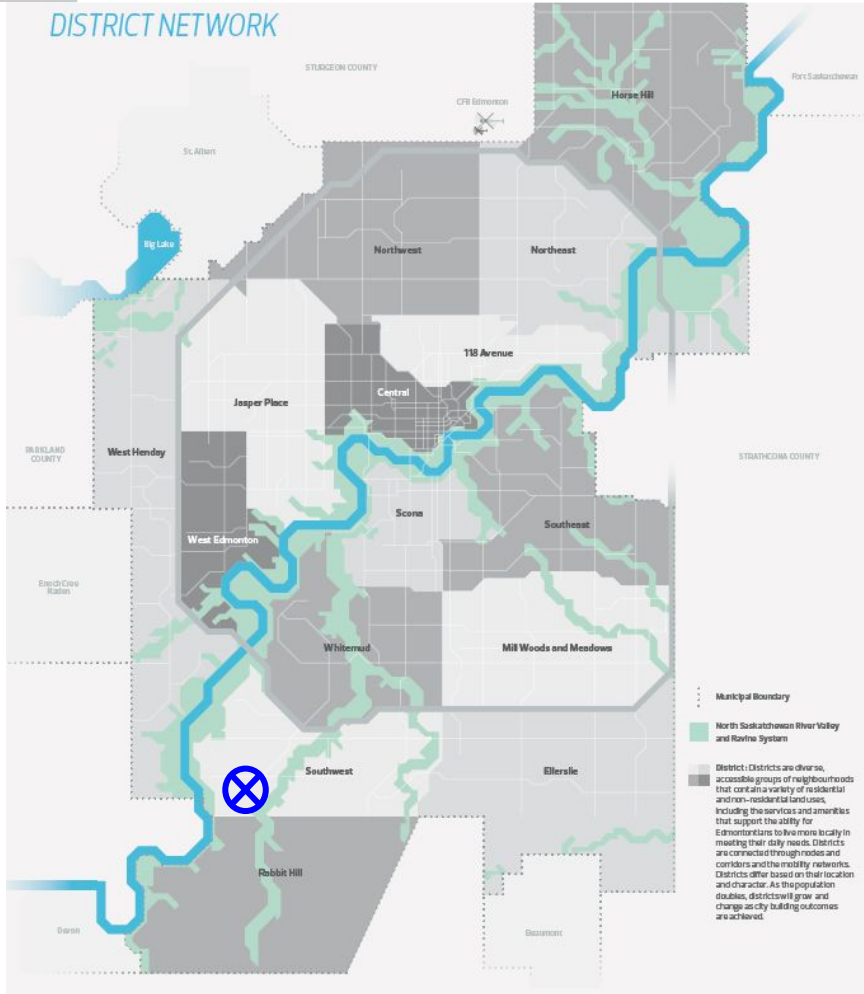 DISTRICT NETWORK
STURGEON COUNTY
Fort Saskatchewan
Horse Hill
CFB Edmonton
St. Albert
Big Lake
Northwest
Northeast
118 Avenue
Central
Jasper Place
West Henday
PARKLAND
COUNTY
STRATHCONA COUNTY
Scona
Southeast
West Edmonton
Enoch Cree
Nation
Whitemud
Mill Woods and Meadows
Southwest
Ellerslie
Rabbit Hill
Devon
Beaumont
Municipal Boundary
North Saskatchewan River Valley
and Ravine System
District: Districts are diverse,
accessible groups of neighbourhoods
that contain a variety of residential
and non-residential land uses,
including the services and amenities
that support the ability for
Edmontontians to live more locally in
meeting their daily needs. Districts
are connected through nodes and
corridors and the mobility networks.
Districts differ based on their location
and character. As the population
doubles, districts will grow and
change as city building outcomes
are achieved.